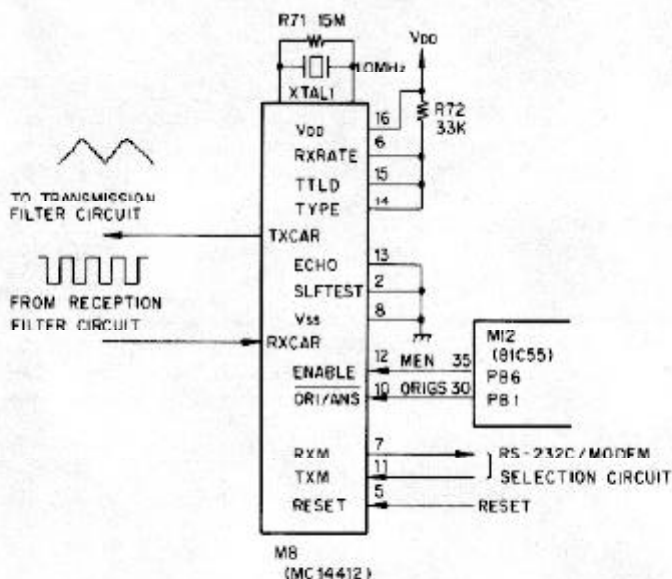 R71 15M
VDD
1.0MHz
XTAL1
R72
33K
VDD 16
RXRATE 6
TTLD 15
TYPE 14
TO TRANSMISSION
FILTER CIRCUIT
TXCAR
ECHO 13
SLFTEST 2
VSS 8
FROM RECEPTION
FILTER CIRCUIT
RXCAR
M12
(81C55)
ENABLE 12 MEN 35 PB6
ORI/ANS 10 ORIGS 30 PB1
RXM 7 RS-232C/MODEM
TXM 11 SELECTION CIRCUIT
RESET 5 RESET
M8
(MC14412)